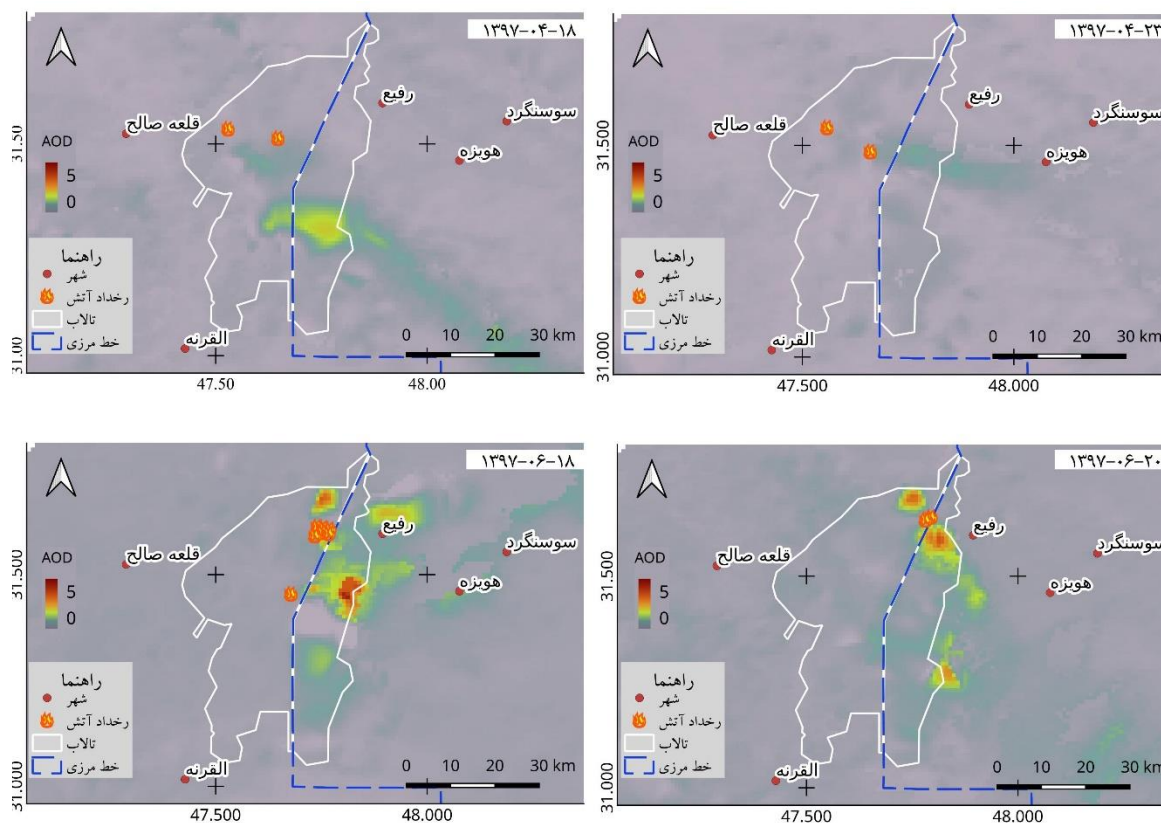 ۱۳۹۷-۰۴-۱۸
رفیع
سوسنگرد
قلعه صالح
هویزه
31.50
AOD
5
0
راهنما
شهر
رخداد آتش
تالاب
خط مرزی
القرنه
0 10 20 30 km
31.00
47.50 48.00
۱۳۹۷-۰۴-۲۳
رفیع
سوسنگرد
قلعه صالح
هویزه
31.500
AOD
5
0
راهنما
شهر
رخداد آتش
تالاب
خط مرزی
القرنه
0 10 20 30 km
31.000
47.500 48.000
۱۳۹۷-۰۶-۱۸
رفیع
سوسنگرد
قلعه صالح
هویزه
31.500
AOD
5
0
راهنما
شهر
رخداد آتش
تالاب
خط مرزی
القرنه
0 10 20 30 km
31.000
47.500 48.000
۱۳۹۷-۰۶-۲۰
رفیع
سوسنگرد
قلعه صالح
هویزه
31.500
AOD
5
0
راهنما
شهر
رخداد آتش
تالاب
خط مرزی
القرنه
0 10 20 30 km
31.000
47.500 48.000